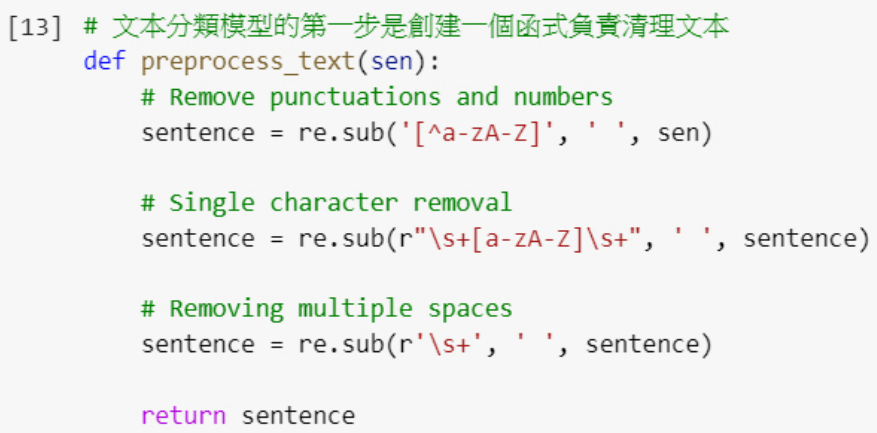 [13] # 文本分類模型的第一步是創建一個函式負責清理文本
def preprocess_text(sen):
    # Remove punctuations and numbers
    sentence = re.sub('[^a-zA-Z]', ' ', sen)

    # Single character removal
    sentence = re.sub(r"\s+[a-zA-Z]\s+", ' ', sentence)

    # Removing multiple spaces
    sentence = re.sub(r'\s+', ' ', sentence)

    return sentence